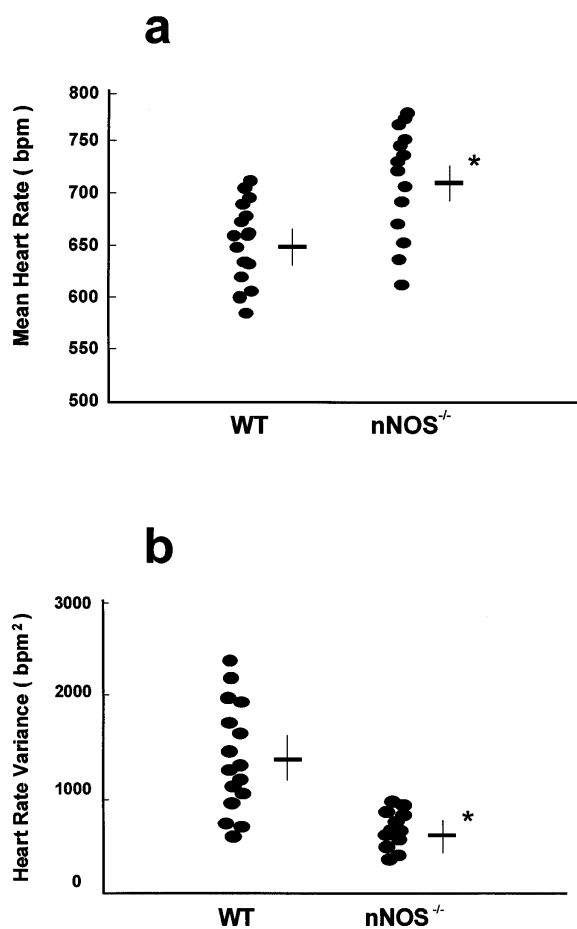 a
Mean Heart Rate ( bpm )
800
750
700
650
600
550
500
*
WT
nNOS-/-
b
Heart Rate Variance ( bpm²)
3000
2000
1000
0
*
WT
nNOS-/-